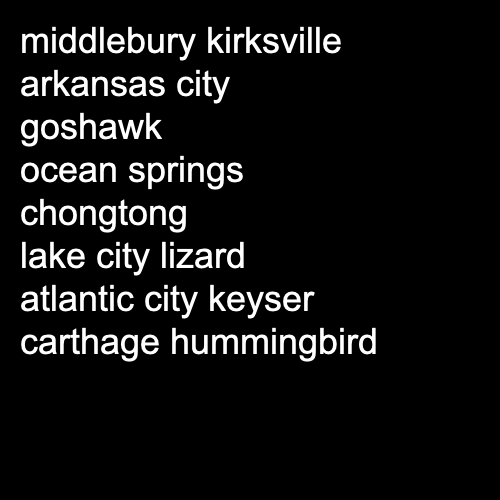 middlebury kirksville
arkansas city
goshawk
ocean springs
chongtong
lake city lizard
atlantic city keyser
carthage hummingbird